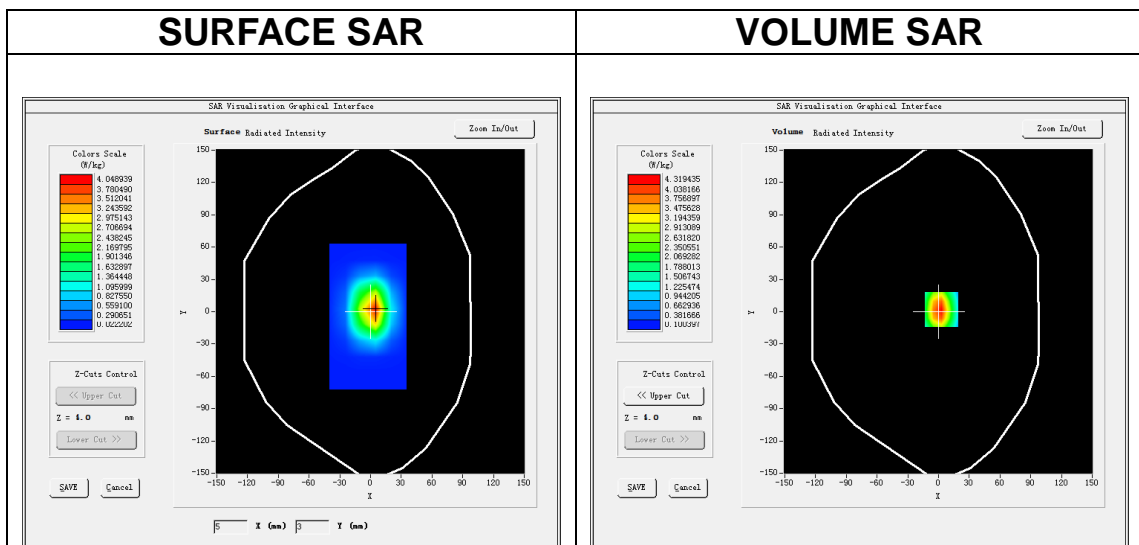 SURFACE SAR
SAR Visualisation Graphical Interface
Surface Radiated Intensity
Zoom In/Out
Colors Scale
(W/kg)
4.048939
3.780490
3.512041
3.243592
2.975143
2.706694
2.438245
2.169795
1.901346
1.632897
1.364448
1.095999
0.827550
0.559100
0.290651
0.022202
Z-Cuts Control
<< Upper Cut
Z = 4.0 mm
Lower Cut >>
SAVE
Cancel
150
120
90
60
30
0
-30
-60
-90
-120
-150
Y
-150 -120 -90 -60 -30 0 30 60 90 120 150
X
5 X (mm) 3 Y (mm)
VOLUME SAR
SAR Visualisation Graphical Interface
Volume Radiated Intensity
Zoom In/Out
Colors Scale
(W/kg)
4.319435
4.038166
3.756897
3.475628
3.194359
2.913089
2.631820
2.350551
2.069282
1.788013
1.506743
1.225474
0.944205
0.662936
0.381666
0.100397
Z-Cuts Control
<< Upper Cut
Z = 4.0 mm
Lower Cut >>
SAVE
Cancel
150
120
90
60
30
0
-30
-60
-90
-120
-150
Y
-150 -120 -90 -60 -30 0 30 60 90 120 150
X